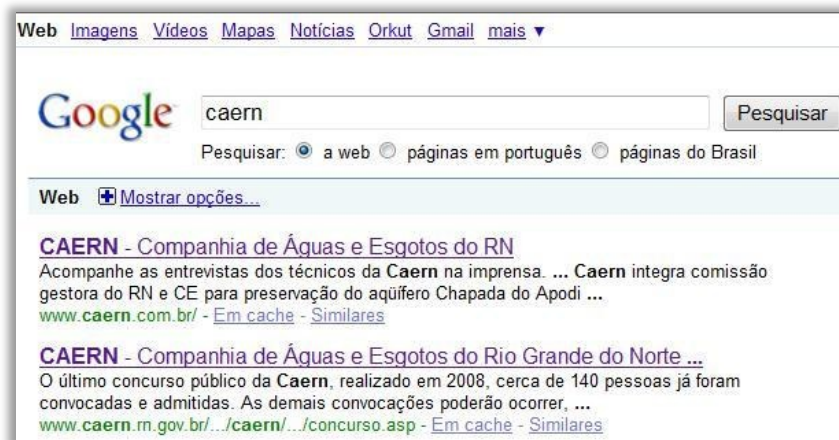 Web Imagens Vídeos Mapas Notícias Orkut Gmail mais ▼
Google caern Pesquisar
Pesquisar: a web páginas em português páginas do Brasil
Web Mostrar opções...
CAERN - Companhia de Águas e Esgotos do RN
Acompanhe as entrevistas dos técnicos da Caern na imprensa. ... Caern integra comissão
gestora do RN e CE para preservação do aqüífero Chapada do Apodi ...
www.caern.com.br/ - Em cache - Similares
CAERN - Companhia de Águas e Esgotos do Rio Grande do Norte ...
O último concurso público da Caern, realizado em 2008, cerca de 140 pessoas já foram
convocadas e admitidas. As demais convocações poderão ocorrer, ...
www.caern.rn.gov.br/.../caern/.../concurso.asp - Em cache - Similares